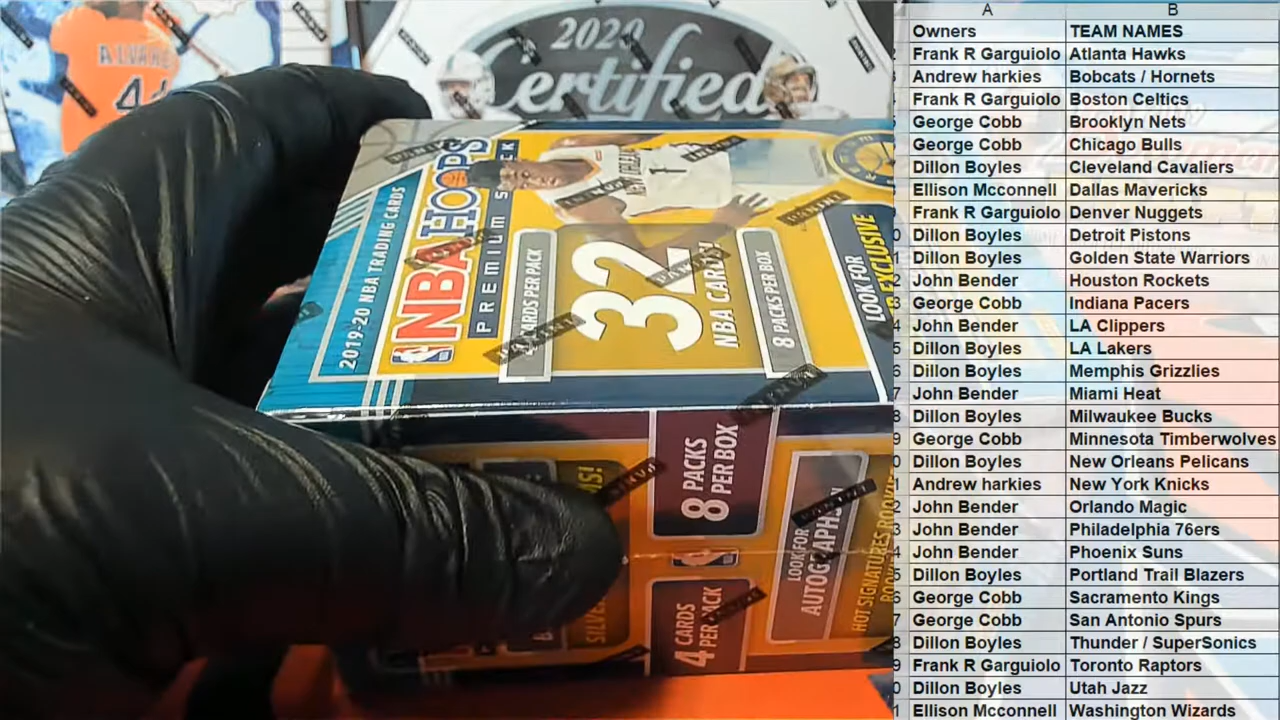 ALVARE
44
2020
Certified
2019-20 NBA TRADING CARDS
NBA HOOPS
PREMIUM
CARDS PER PACK
32
NBA CARDS
8 PACKS PER BOX
LOOK FOR
EXCLUSIVE
8 PACKS
PER BOX
4 CARDS
PER PACK
LOOK FOR
AUTOGRAPHS
HOT SIGNATURES
A B
Owners TEAM NAMES
Frank R Garguiolo Atlanta Hawks
Andrew harkies Bobcats / Hornets
Frank R Garguiolo Boston Celtics
George Cobb Brooklyn Nets
George Cobb Chicago Bulls
Dillon Boyles Cleveland Cavaliers
Ellison Mcconnell Dallas Mavericks
Frank R Garguiolo Denver Nuggets
Dillon Boyles Detroit Pistons
Dillon Boyles Golden State Warriors
John Bender Houston Rockets
George Cobb Indiana Pacers
John Bender LA Clippers
Dillon Boyles LA Lakers
Dillon Boyles Memphis Grizzlies
John Bender Miami Heat
Dillon Boyles Milwaukee Bucks
George Cobb Minnesota Timberwolves
Dillon Boyles New Orleans Pelicans
Andrew harkies New York Knicks
John Bender Orlando Magic
John Bender Philadelphia 76ers
John Bender Phoenix Suns
Dillon Boyles Portland Trail Blazers
George Cobb Sacramento Kings
George Cobb San Antonio Spurs
Dillon Boyles Thunder / SuperSonics
Frank R Garguiolo Toronto Raptors
Dillon Boyles Utah Jazz
Ellison Mcconnell Washington Wizards